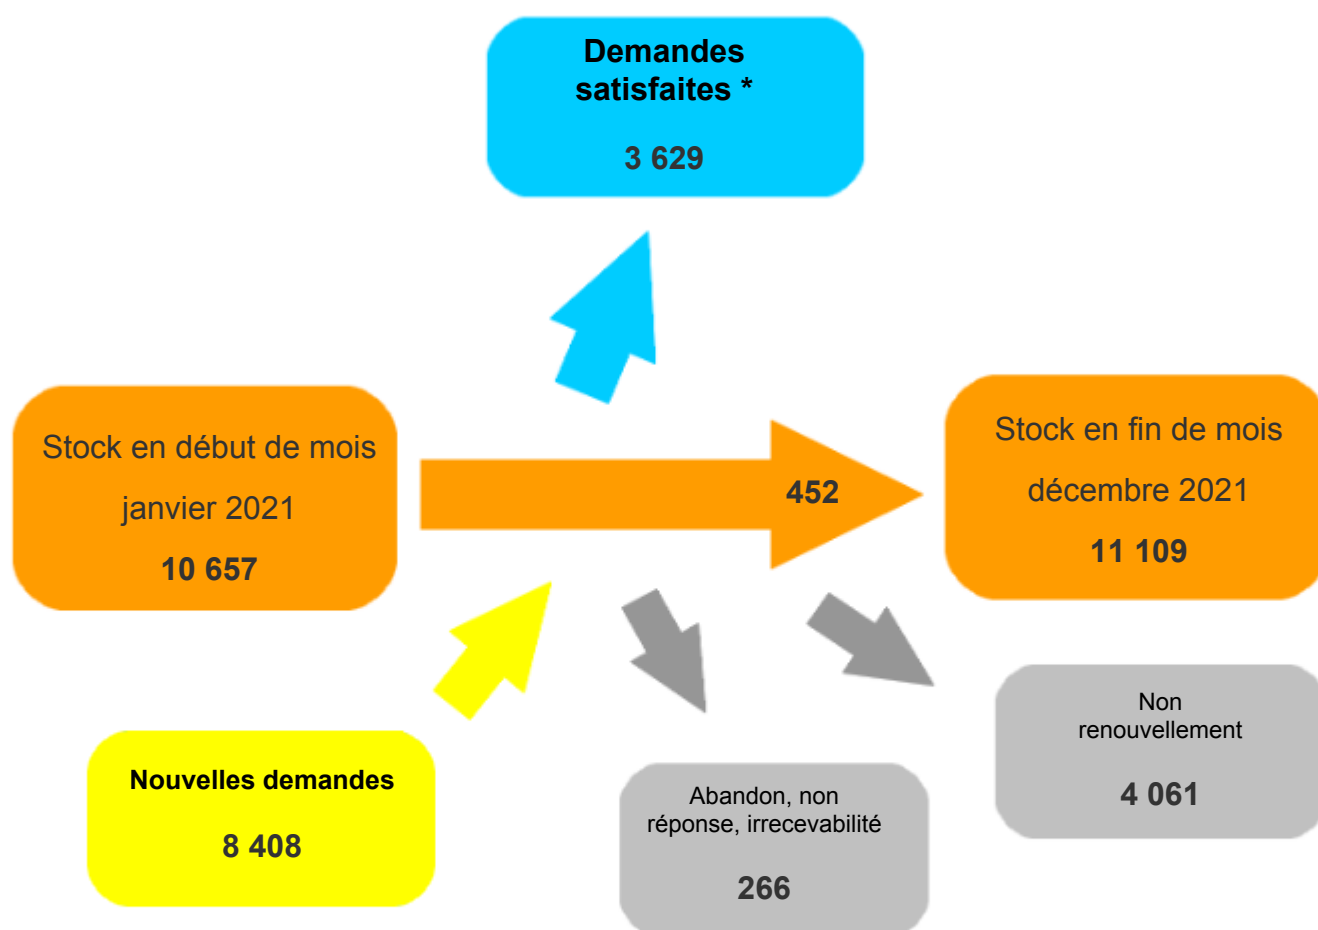 Demandes
satisfaites *
3 629
Stock en début de mois
janvier 2021
10 657
452
Stock en fin de mois
décembre 2021
11 109
Nouvelles demandes
8 408
Abandon, non
réponse, irrecevabilité
266
Non
renouvellement
4 061